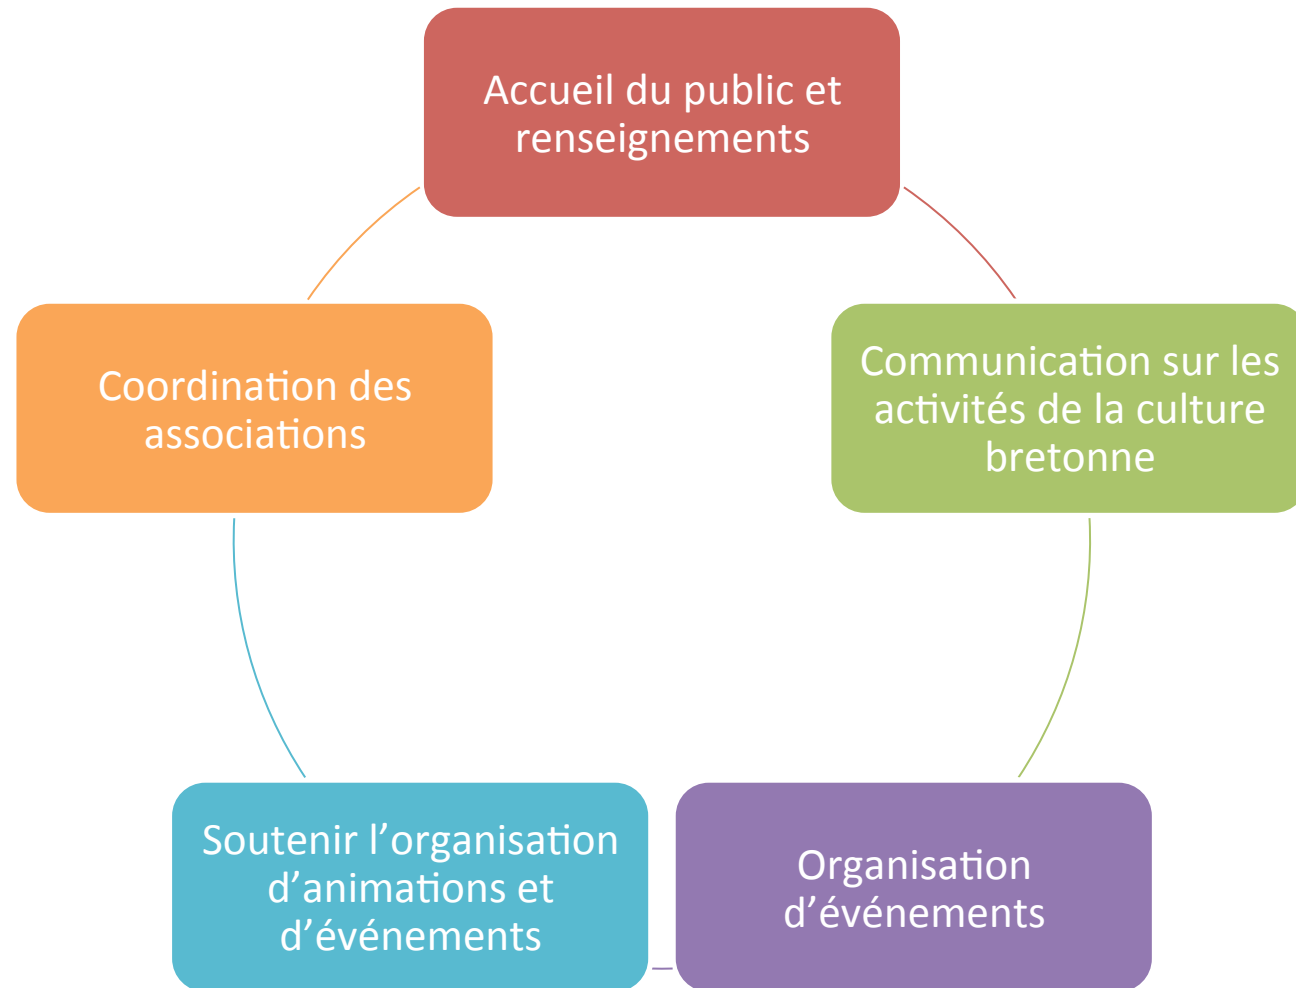 Accueil du public et
renseignements
Communication sur les
activités de la culture
bretonne
Organisation
d’événements
Soutenir l’organisation
d’animations et
d’événements
Coordination des
associations